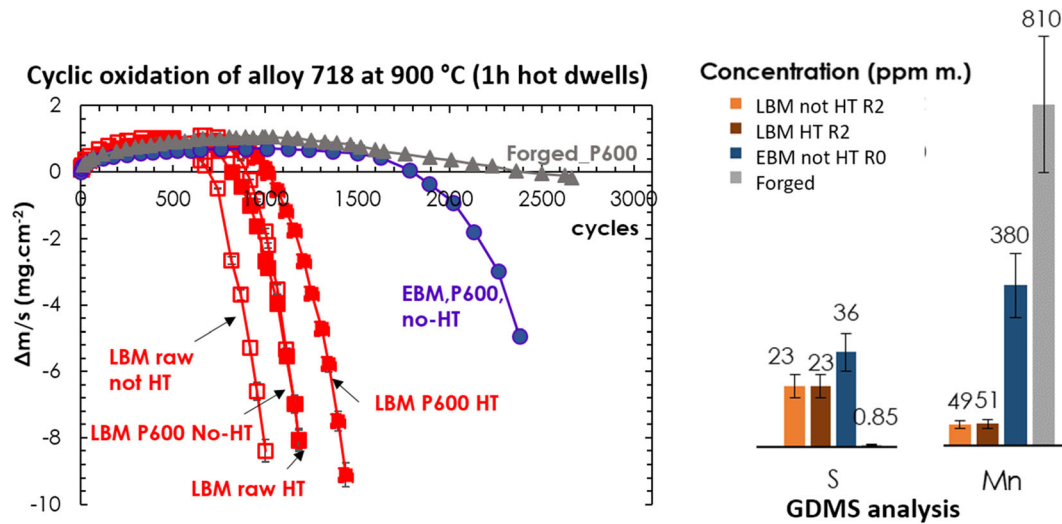 Cyclic oxidation of alloy 718 at 900 °C (1h hot dwells)
2
0
-2
-4
-6
-8
-10
0
500
1000
1500
2000
2500
3000
cycles
Δm/s (mg.cm-2)
Forged_P600
EBM,P600,
no-HT
LBM raw
not HT
LBM P600 No-HT
LBM raw HT
LBM P600 HT
Concentration (ppm m.)
LBM not HT R2
LBM HT R2
EBM not HT R0
Forged
23
23
36
0.85
49
51
380
810
S
Mn
GDMS analysis